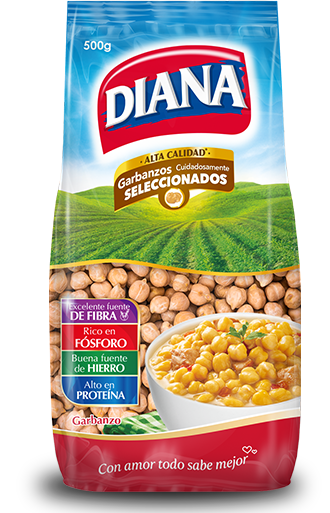 500g
DIANA
· ALTA CALIDAD ·
Garbanzos Cuidadosamente
SELECCIONADOS
Excelente fuente
DE FIBRA
Rico en
FÓSFORO
Buena fuente
de HIERRO
Alto en
PROTEÍNA
Garbanzo
Con amor todo sabe mejor